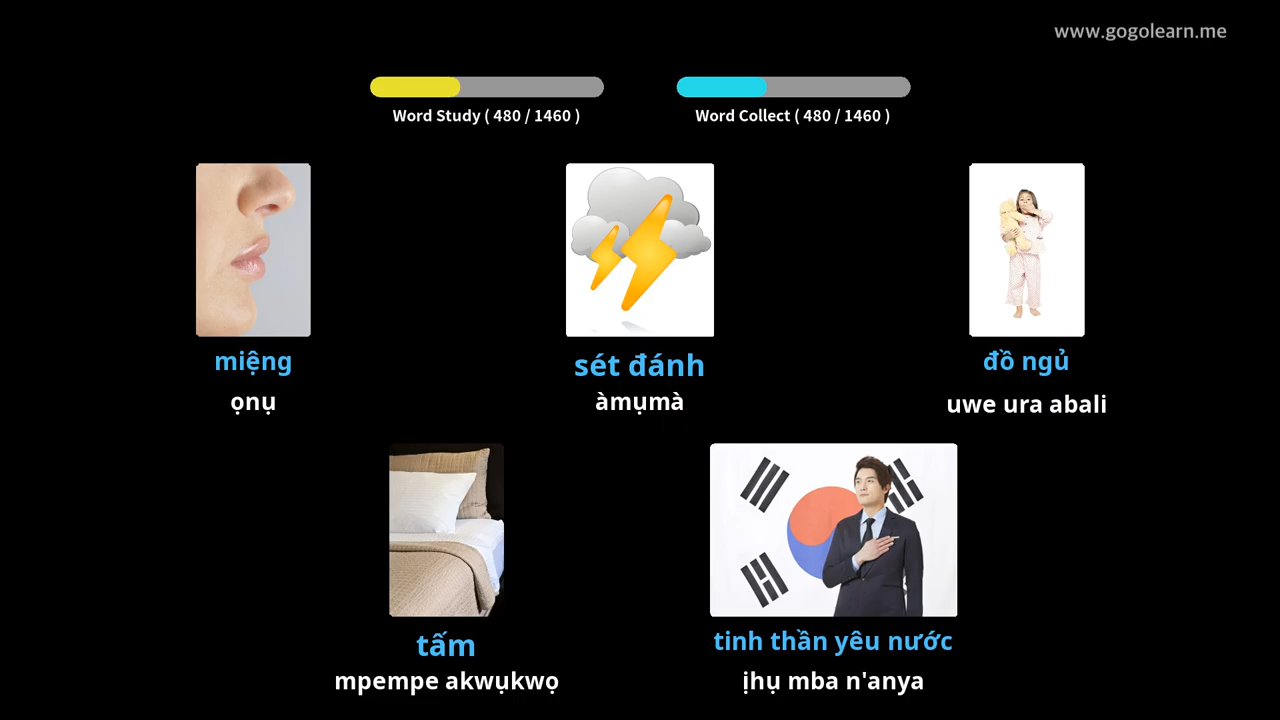 www.gogolearn.me
Word Study ( 480 / 1460 )
Word Collect ( 480 / 1460 )
miệng
ọnụ
sét đánh
àmụmà
đồ ngủ
uwe ura abali
tấm
mpempe akwụkwọ
tinh thần yêu nước
ịhụ mba n'anya